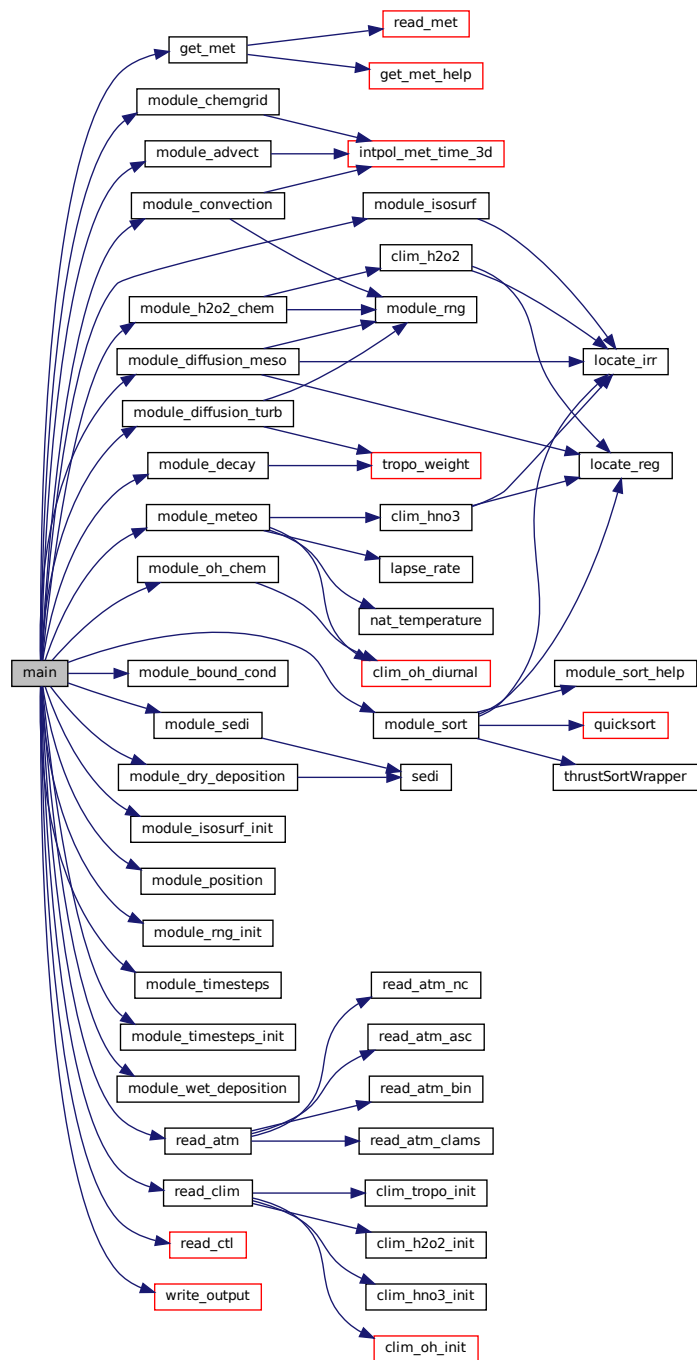 read_met
get_met
get_met_help
module_chemgrid
module_advect
intpol_met_time_3d
module_convection
module_isosurf
clim_h2o2
module_h2o2_chem
module_rng
module_diffusion_meso
locate_irr
module_diffusion_turb
module_decay
tropo_weight
locate_reg
module_meteo
clim_hno3
module_oh_chem
lapse_rate
nat_temperature
main
module_bound_cond
clim_oh_diurnal
module_sort_help
module_sedi
module_sort
quicksort
module_dry_deposition
sedi
thrustSortWrapper
module_isosurf_init
module_position
module_rng_init
module_timesteps
read_atm_nc
module_timesteps_init
read_atm_asc
module_wet_deposition
read_atm_bin
read_atm
read_atm_clams
read_clim
clim_tropo_init
read_ctl
clim_h2o2_init
write_output
clim_hno3_init
clim_oh_init